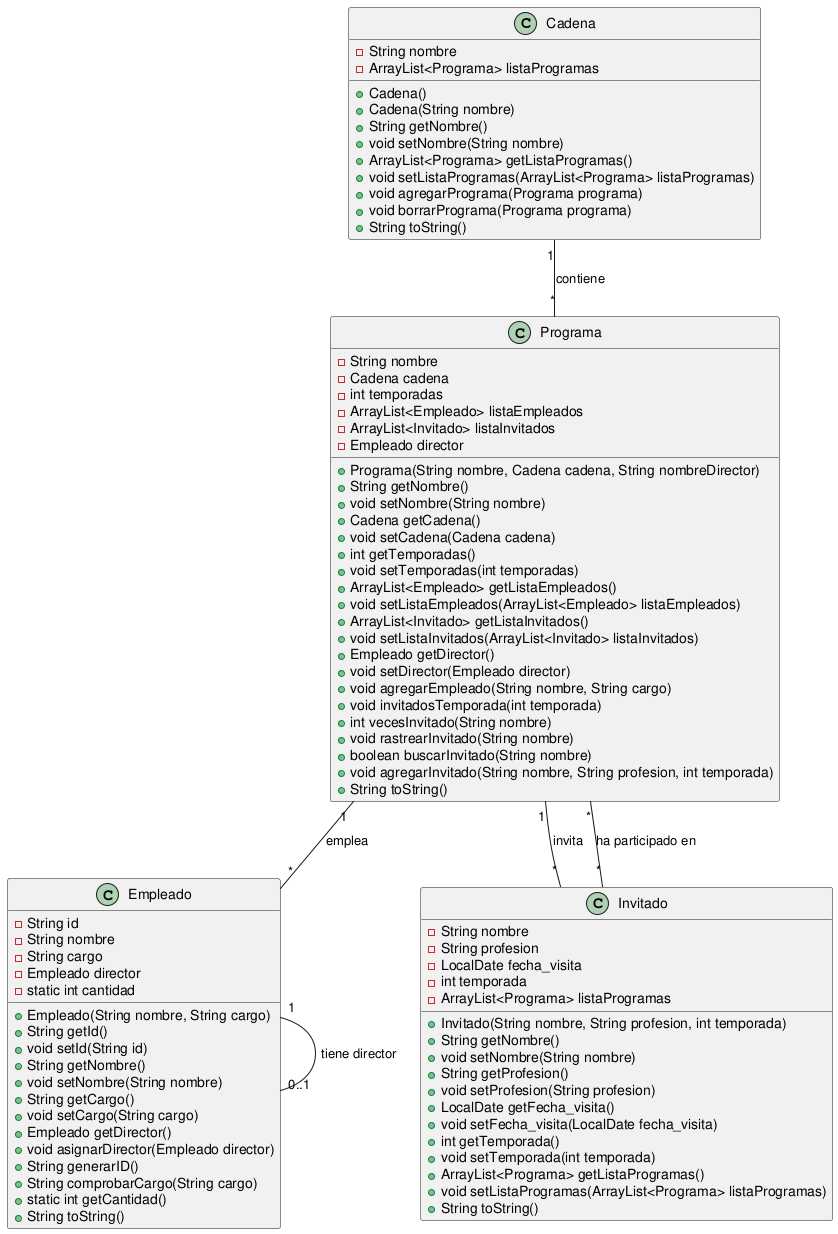 C Cadena
String nombre
ArrayList<Programa> listaProgramas
Cadena()
Cadena(String nombre)
String getNombre()
void setNombre(String nombre)
ArrayList<Programa> getListaProgramas()
void setListaProgramas(ArrayList<Programa> listaProgramas)
void agregarPrograma(Programa programa)
void borrarPrograma(Programa programa)
String toString()
1
contiene
*
C Programa
String nombre
Cadena cadena
int temporadas
ArrayList<Empleado> listaEmpleados
ArrayList<Invitado> listaInvitados
Empleado director
Programa(String nombre, Cadena cadena, String nombreDirector)
String getNombre()
void setNombre(String nombre)
Cadena getCadena()
void setCadena(Cadena cadena)
int getTemporadas()
void setTemporadas(int temporadas)
ArrayList<Empleado> getListaEmpleados()
void setListaEmpleados(ArrayList<Empleado> listaEmpleados)
ArrayList<Invitado> getListaInvitados()
void setListaInvitados(ArrayList<Invitado> listaInvitados)
Empleado getDirector()
void setDirector(Empleado director)
void agregarEmpleado(String nombre, String cargo)
void invitadosTemporada(int temporada)
int vecesInvitado(String nombre)
void rastrearInvitado(String nombre)
boolean buscarInvitado(String nombre)
void agregarInvitado(String nombre, String profesion, int temporada)
String toString()
1
emplea
*
1
invita
*
*
ha participado en
*
C Empleado
String id
String nombre
String cargo
Empleado director
static int cantidad
Empleado(String nombre, String cargo)
String getId()
void setId(String id)
String getNombre()
void setNombre(String nombre)
String getCargo()
void setCargo(String cargo)
Empleado getDirector()
void asignarDirector(Empleado director)
String generarID()
String comprobarCargo(String cargo)
static int getCantidad()
String toString()
1
tiene director
0..1
C Invitado
String nombre
String profesion
LocalDate fecha_visita
int temporada
ArrayList<Programa> listaProgramas
Invitado(String nombre, String profesion, int temporada)
String getNombre()
void setNombre(String nombre)
String getProfesion()
void setProfesion(String profesion)
LocalDate getFecha_visita()
void setFecha_visita(LocalDate fecha_visita)
int getTemporada()
void setTemporada(int temporada)
ArrayList<Programa> getListaProgramas()
void setListaProgramas(ArrayList<Programa> listaProgramas)
String toString()